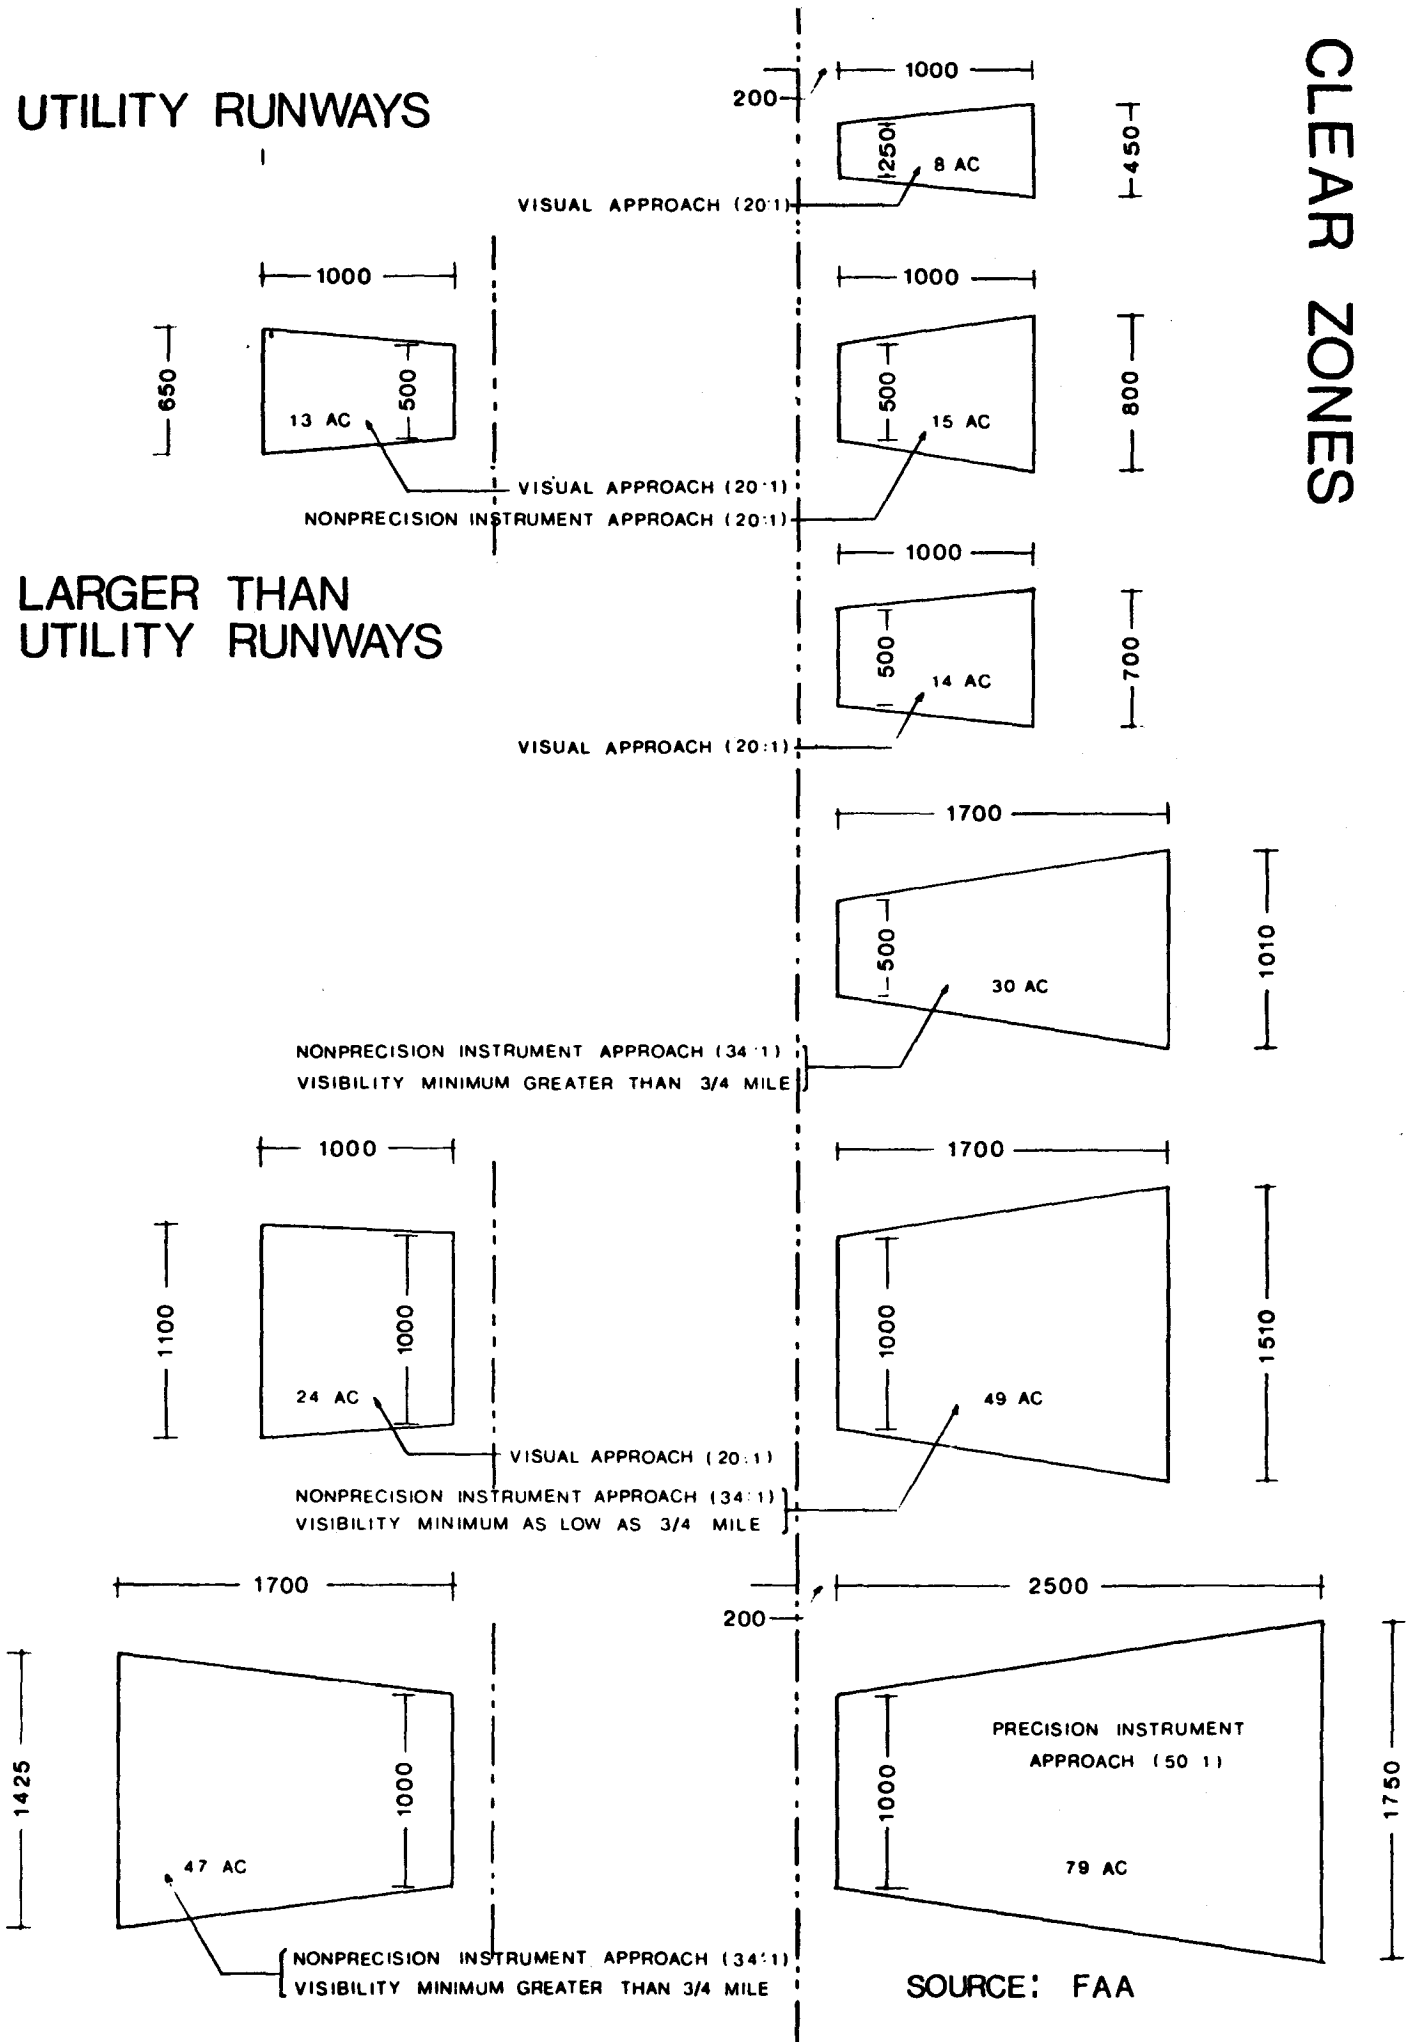 CLEAR ZONES
UTILITY RUNWAYS
200
1000
250
8 AC
450
VISUAL APPROACH (20:1)
1000
650
500
13 AC
1000
500
15 AC
800
VISUAL APPROACH (20:1)
NONPRECISION INSTRUMENT APPROACH (20:1)
LARGER THAN
UTILITY RUNWAYS
1000
500
14 AC
700
VISUAL APPROACH (20:1)
1700
500
30 AC
1010
NONPRECISION INSTRUMENT APPROACH (34:1)
VISIBILITY MINIMUM GREATER THAN 3/4 MILE
1000
1100
1000
24 AC
1700
1000
49 AC
1510
VISUAL APPROACH (20:1)
NONPRECISION INSTRUMENT APPROACH (34:1)
VISIBILITY MINIMUM AS LOW AS 3/4 MILE
1700
1425
1000
47 AC
200
2500
1000
PRECISION INSTRUMENT
APPROACH (50 1)
79 AC
1750
NONPRECISION INSTRUMENT APPROACH (34:1)
VISIBILITY MINIMUM GREATER THAN 3/4 MILE
SOURCE: FAA